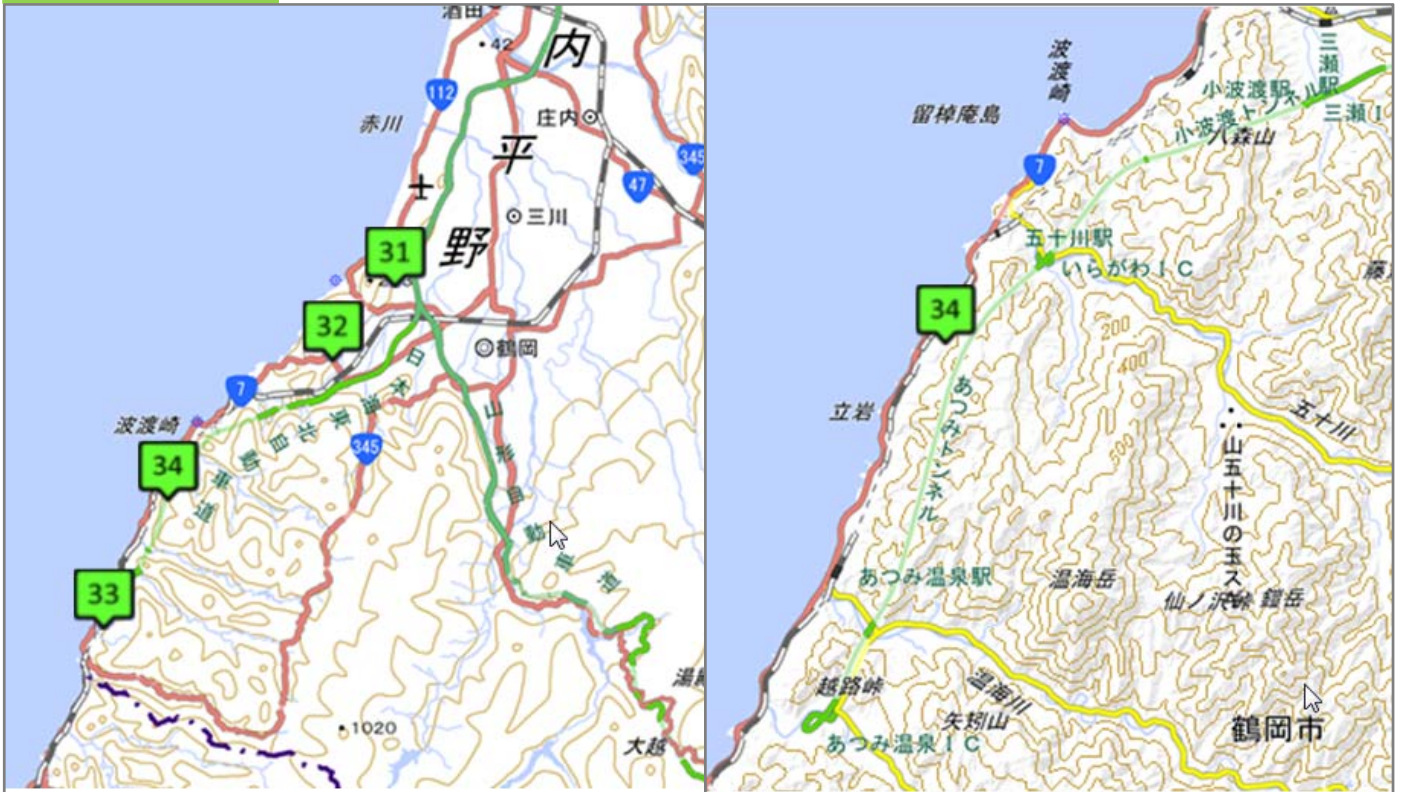 酒田
・42
内
112
庄内
赤川
平
345
47
士
三川
31
野
32
鶴岡
7
日本海東北自動車道
山形自動車道
波渡崎
345
34
33
・1020
大越
波渡崎
三瀬駅
小波渡駅
留棹庵島
小波渡トンネル
三瀬I
八森山
7
五十川駅
いらがわIC
34
200
400
立岩
あつみトンネル
300
五十川
山五十川の玉ス
あつみ温泉駅
温海岳
仙ノ沢峠
鎧岳
越路峠
温海川
矢矧山
鶴岡市
あつみ温泉IC